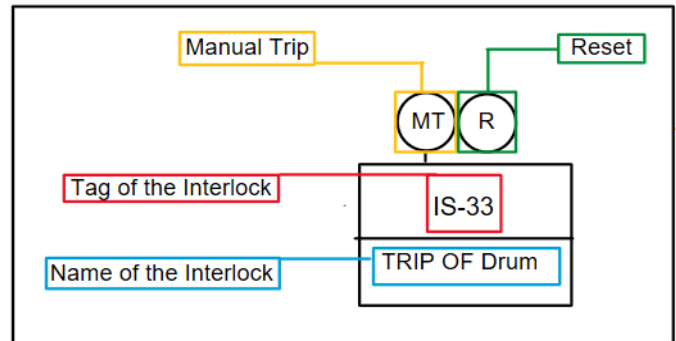 Manual Trip
Reset
MT
R
Tag of the Interlock
IS-33
Name of the Interlock
TRIP OF Drum